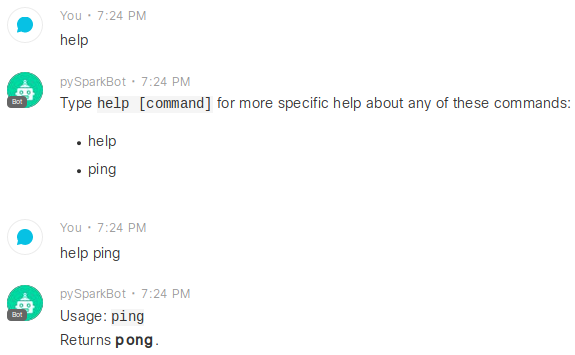 You • 7:24 PM
help
pySparkBot • 7:24 PM
Bot
Type help [command] for more specific help about any of these commands:
• help
• ping
You • 7:24 PM
help ping
pySparkBot • 7:24 PM
Bot
Usage: ping
Returns pong.